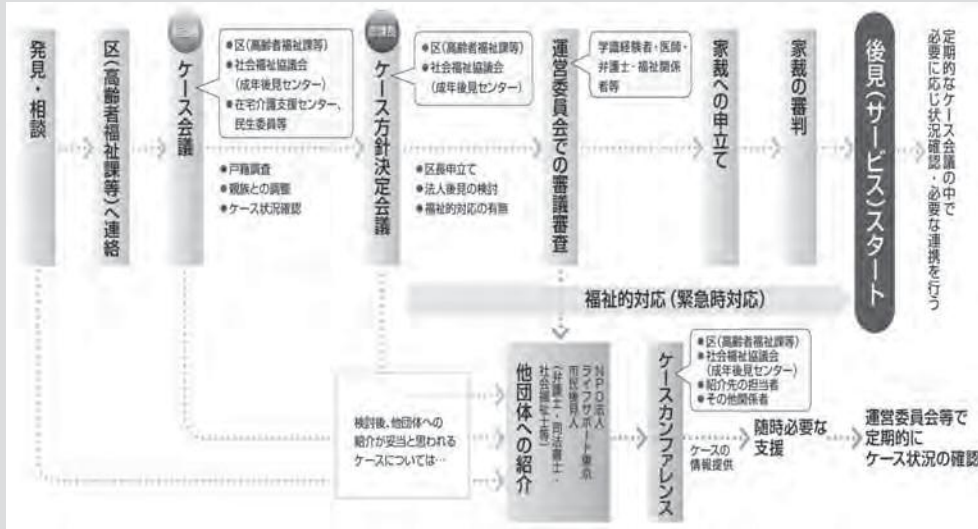 発見・相談
区(高齢者福祉課等)へ連絡
ケース会議
●区(高齢者福祉課等)
●社会福祉協議会
(成年後見センター)
●在宅介護支援センター、
民生委員等
●戸籍調査
●親族との調整
●ケース状況確認
ケース方針決定会議
●区(高齢者福祉課等)
●社会福祉協議会
(成年後見センター)
●区長申立て
●法人後見の検討
●福祉的対応の有無
運営委員会での審議審査
学識経験者・医師・
弁護士・福祉関係
者等
家裁への申立て
家裁の審判
後見(サービス)スタート
定期的なケース会議の中で
必要に応じ状況確認・必要な連携を行う
福祉的対応(緊急時対応)
検討後、他団体への
紹介が妥当と思われる
ケースについては…
他団体への紹介
(弁護士・司法書士・
社会福祉士等)
市民後見人
ライフサポート東京
NPO法人
ケースカンファレンス
●区(高齢者福祉課等)
●社会福祉協議会
(成年後見センター)
●紹介先の担当者
●その他関係者
ケースの
情報提供
随時必要な
支援
運営委員会等で
定期的に
ケース状況の確認